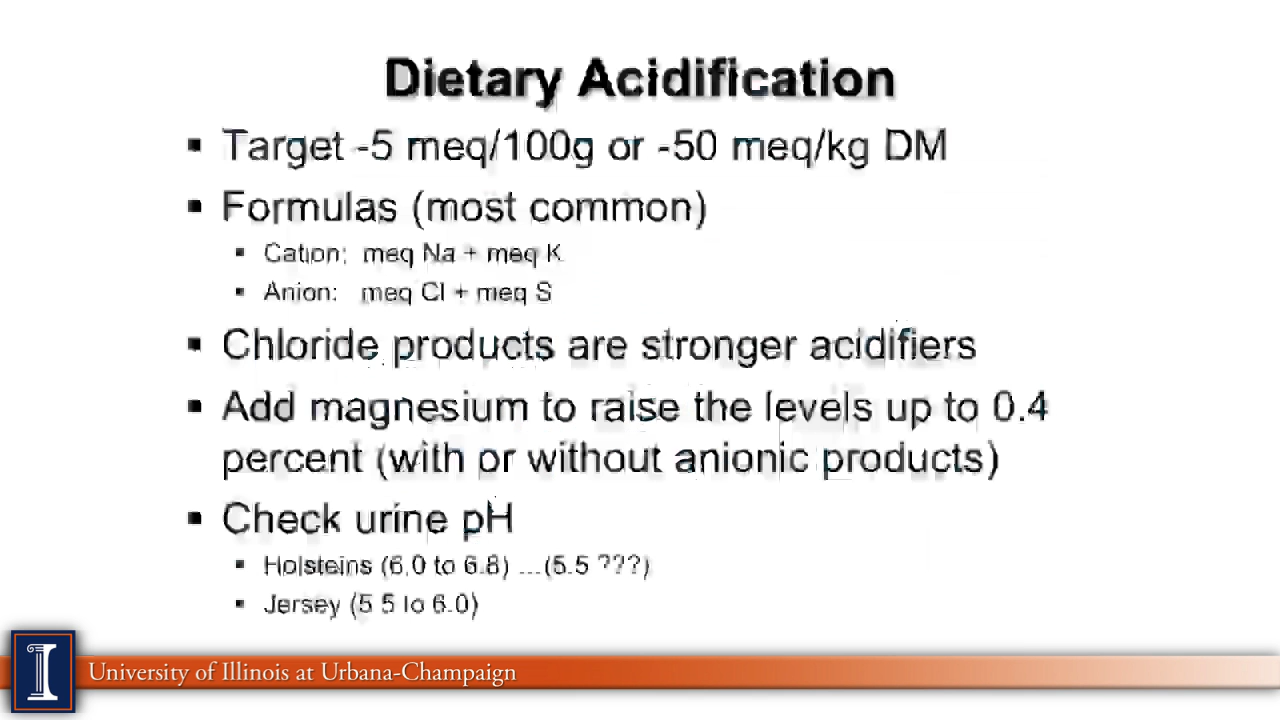 Dietary Acidification
▪ Target -5 meq/100g or -50 meq/kg DM
▪ Formulas (most common)
▪ Cation: meq Na + meq K
▪ Anion: meq Cl + meq S
▪ Chloride products are stronger acidifiers
▪ Add magnesium to raise the levels up to 0.4
percent (with or without anionic products)
▪ Check urine pH
▪ Holsteins (6.0 to 6.8) ...(5.5 ???)
▪ Jersey (5.5 to 6.0)
I University of Illinois at Urbana-Champaign